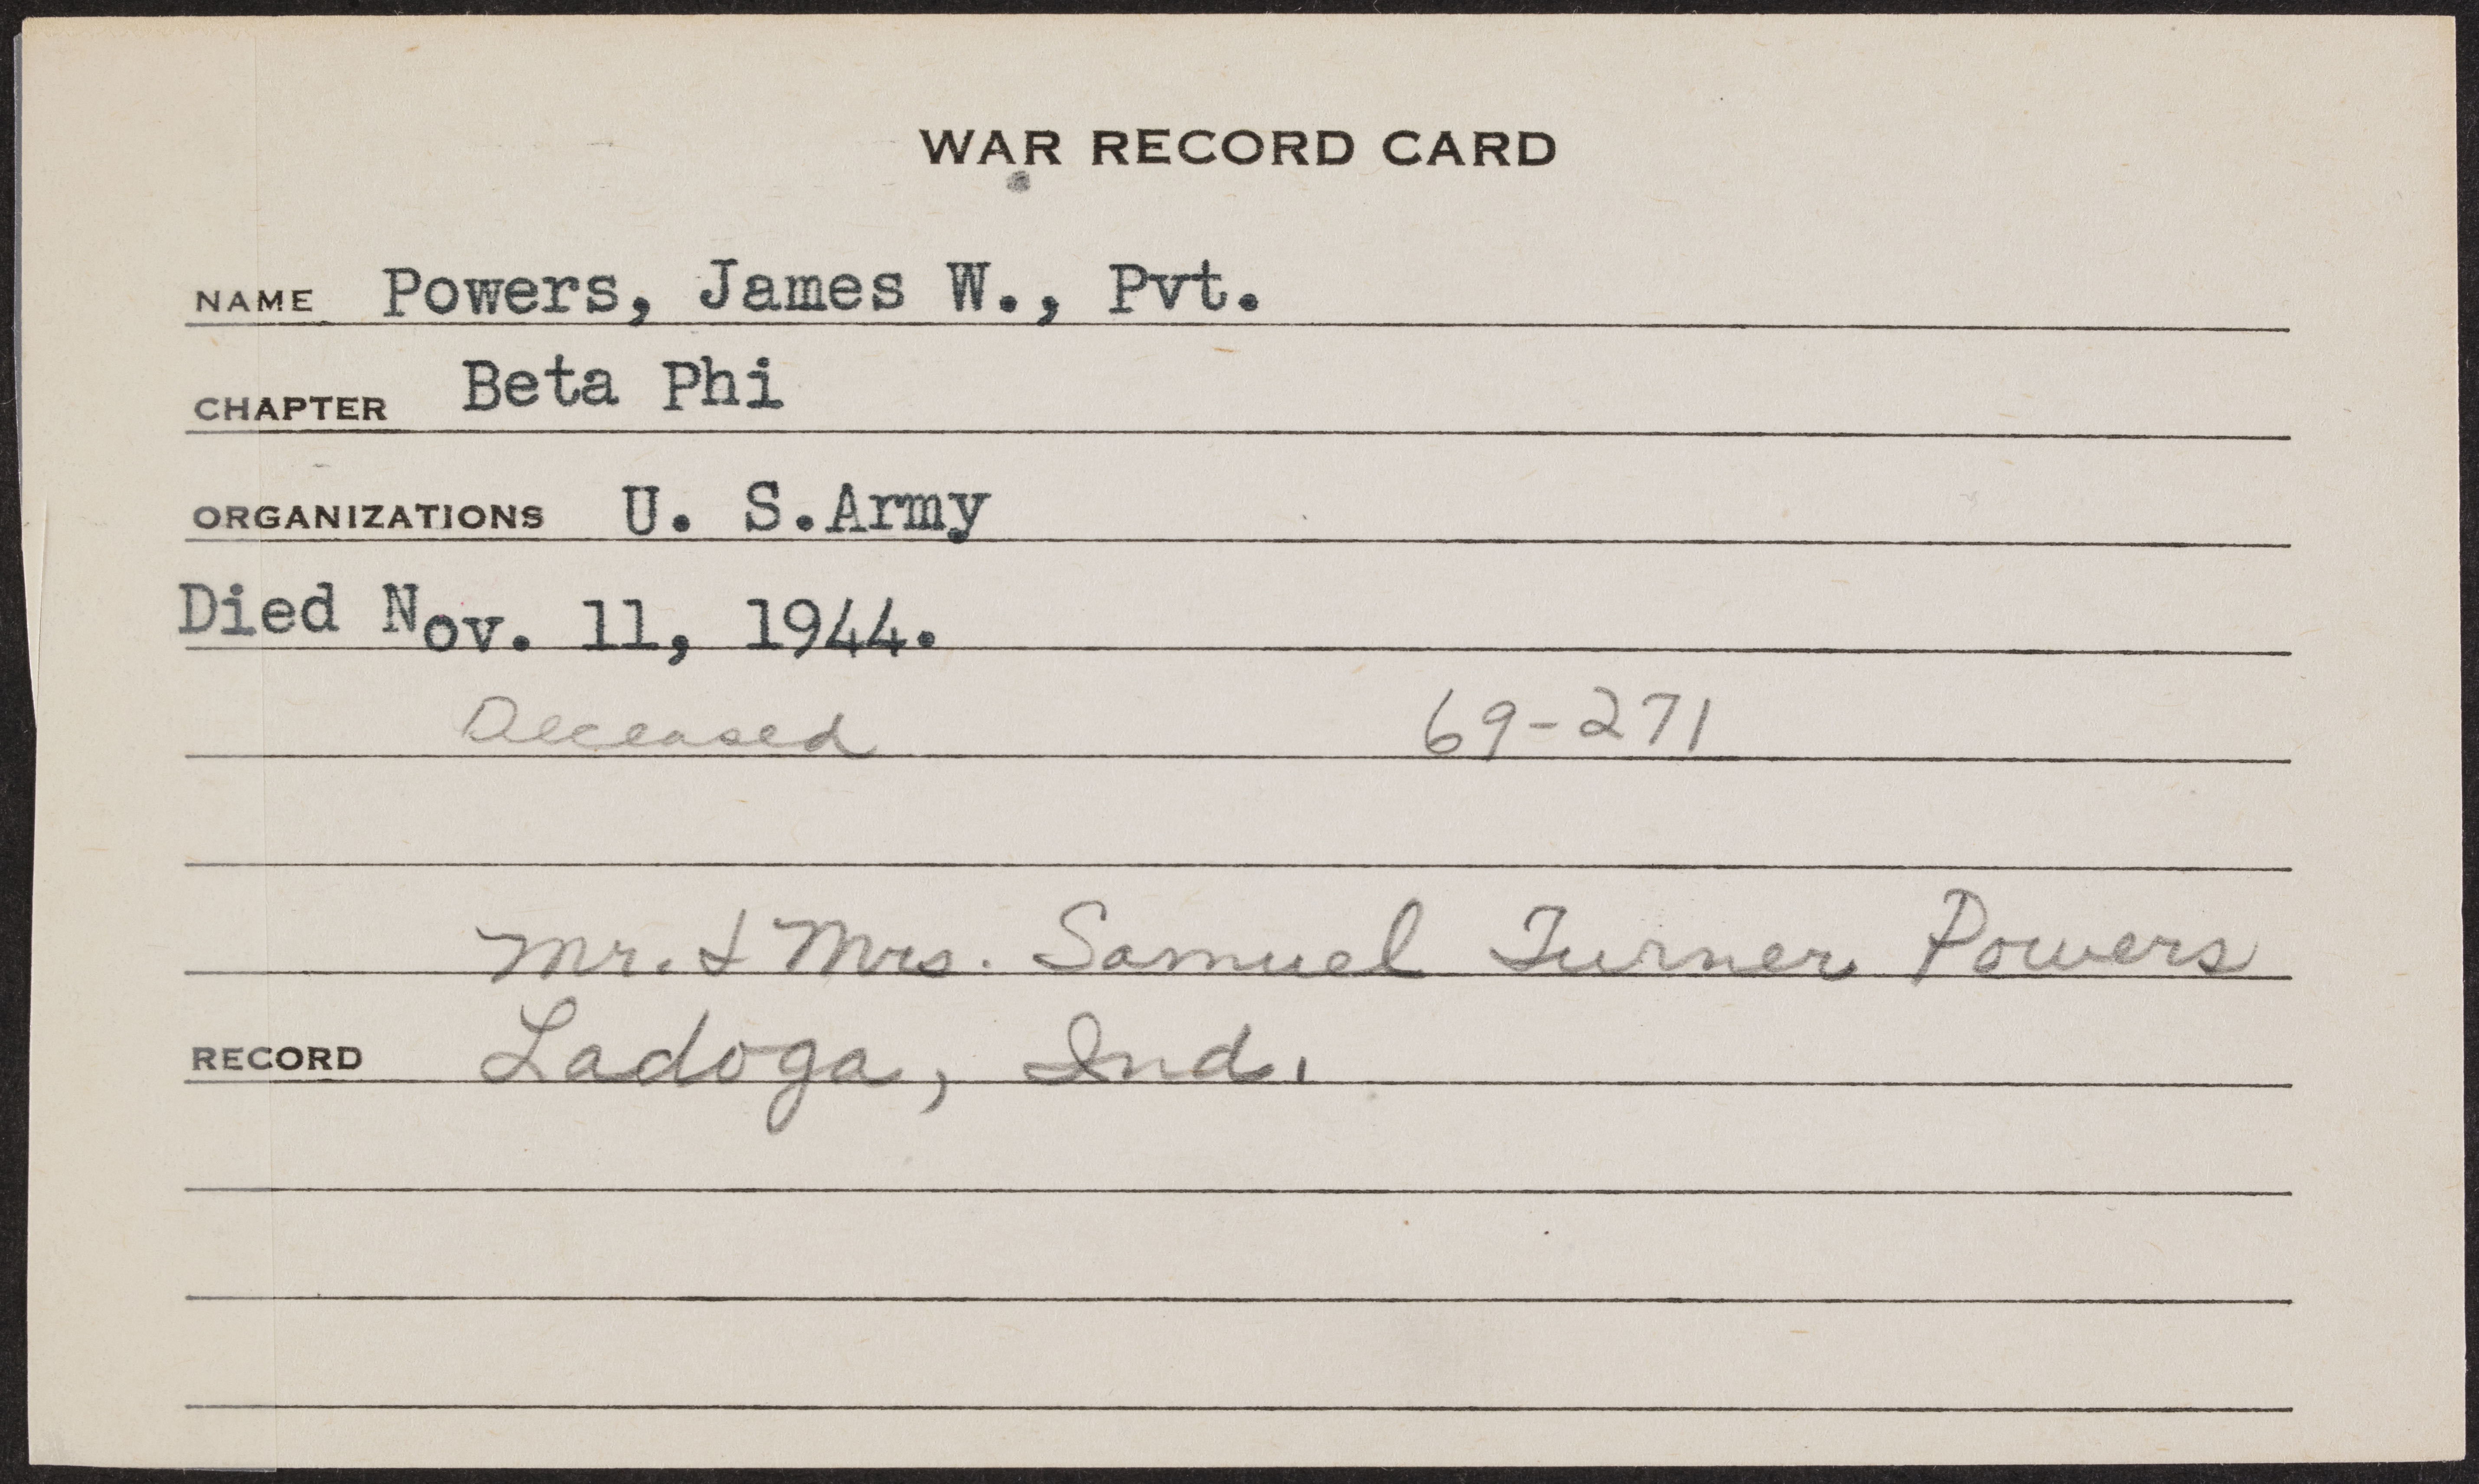 WAR RECORD CARD
NAME Powers, James W., Pvt.
CHAPTER Beta Phi
ORGANIZATIONS U. S.Army
Died Nov. 11, 1944.
Deceased 69-271
Mr. & Mrs. Samuel Turner Powers
RECORD Ladoga, Ind.